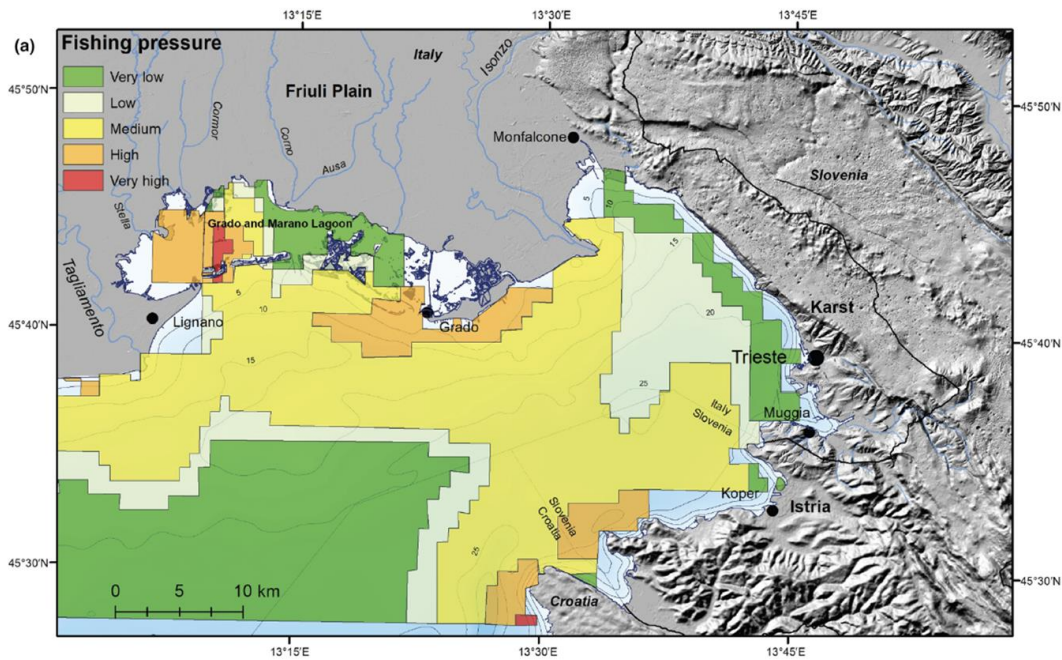 13°15'E 13°30'E 13°45'E
(a)
Fishing pressure
Very low
Low
Medium
High
Very high
45°50'N
45°40'N
45°30'N
45°50'N
45°40'N
45°30'N
Italy
Isonzo
Friuli Plain
Cormor
Corno
Ausa
Stella
Tagliamento
Monfalcone
Slovenia
Grado and Marano Lagoon
Lignano
Grado
Karst
Trieste
Muggia
Italy
Slovenia
Koper
Istria
Slovenia
Croatia
Croatia
5
10
15
5
10
15
20
25
25
0 5 10 km
13°15'E 13°30'E 13°45'E